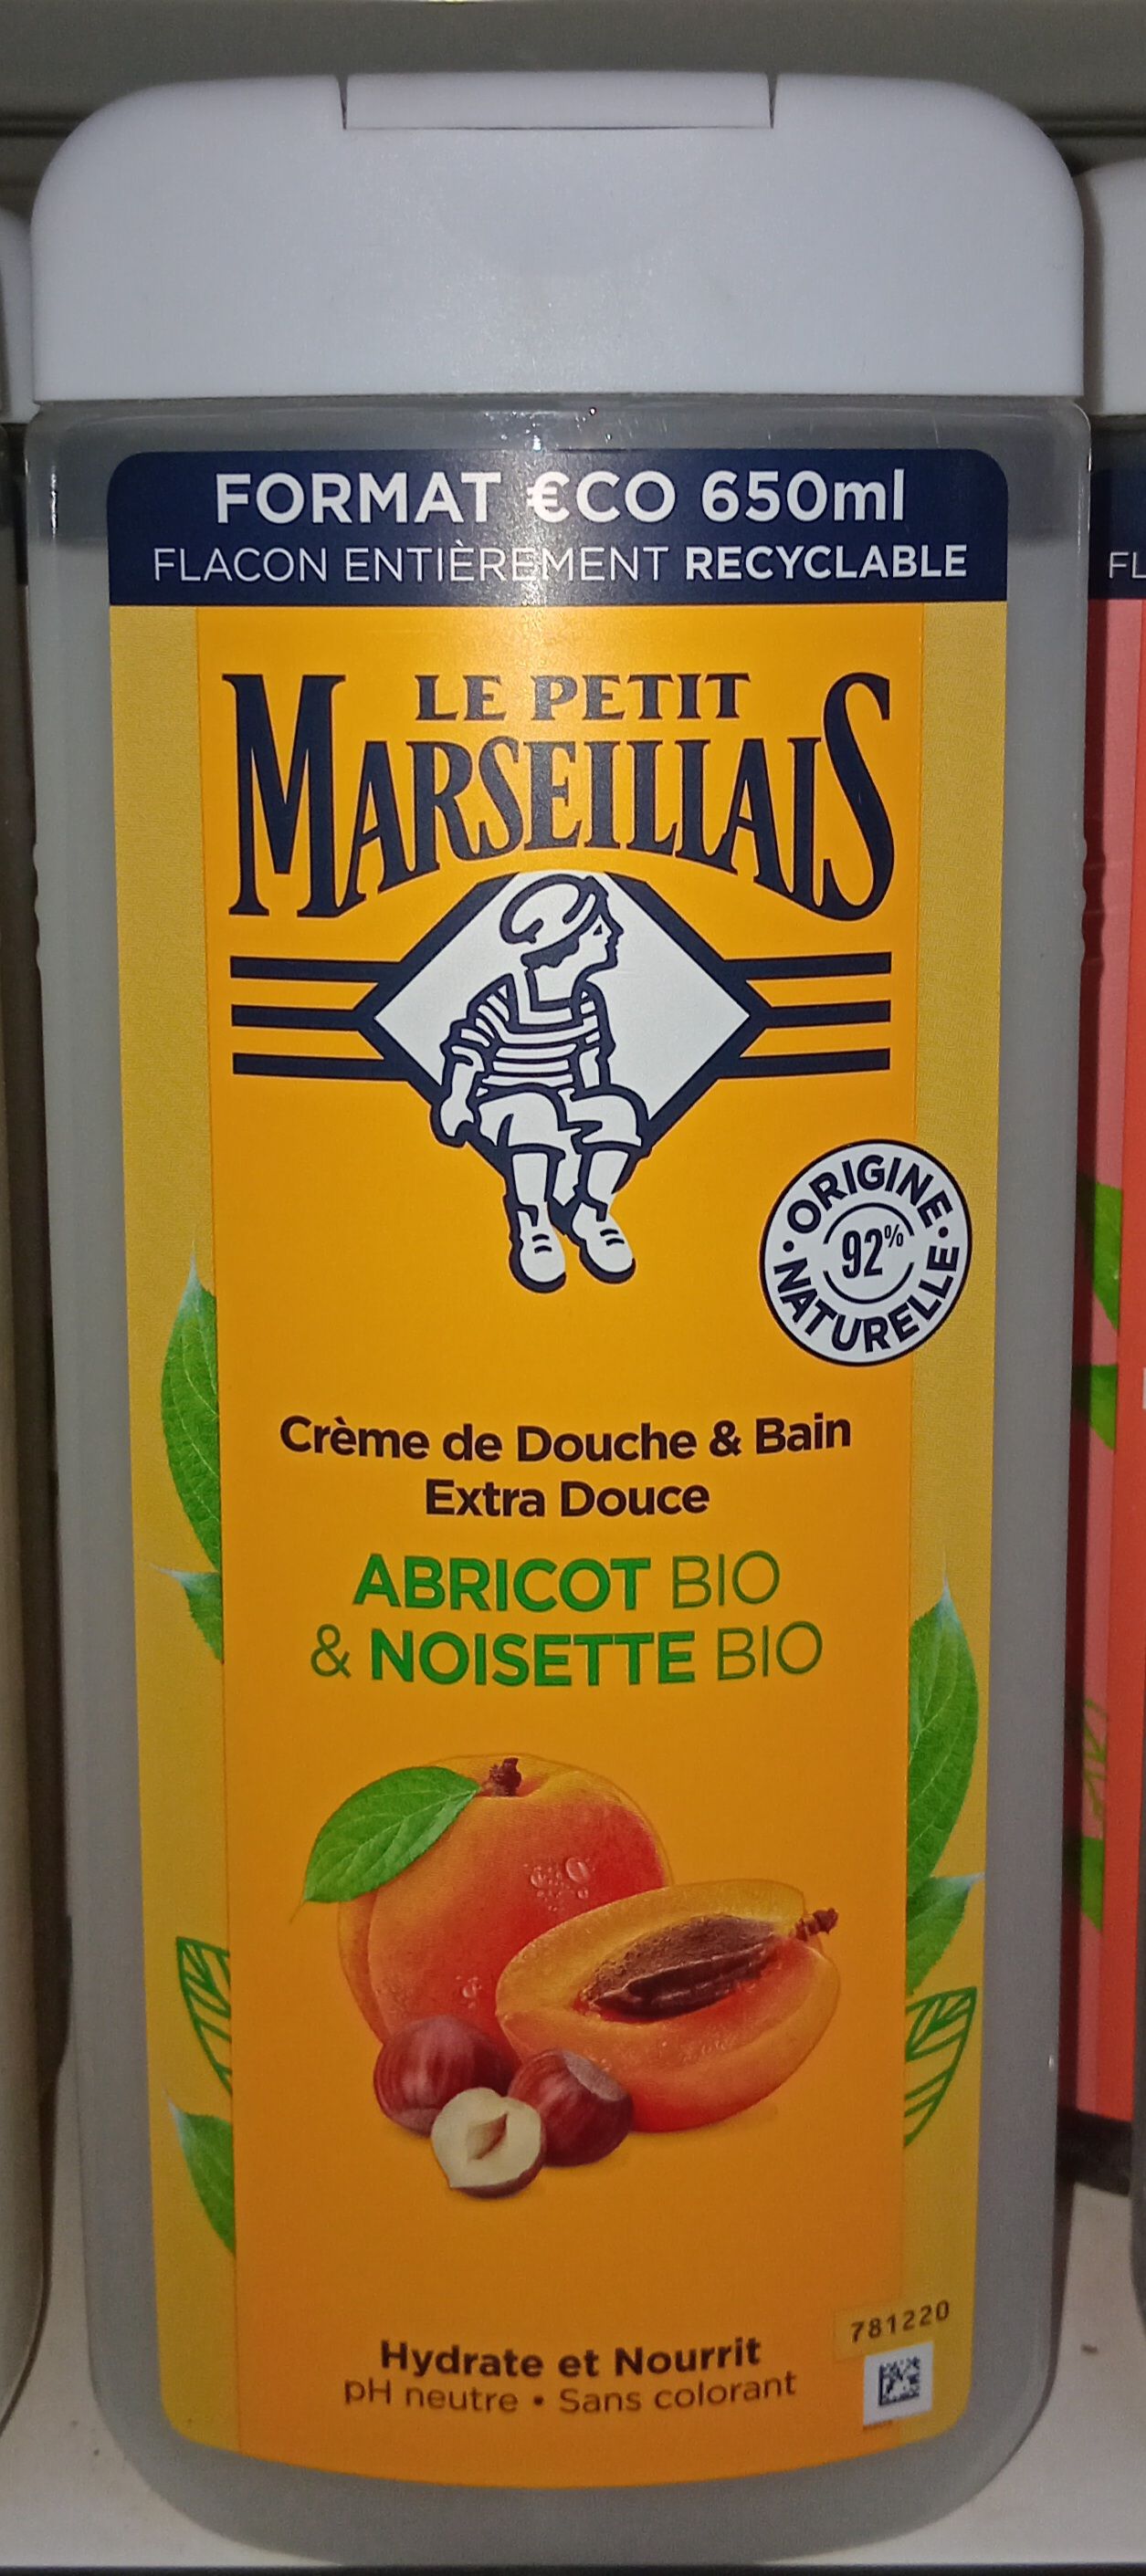 FORMAT €CO 650ml
FLACON ENTIÈREMENT RECYCLABLE
LE PETIT
MARSEILLAIS
ORIGINE
92%
NATURELLE
Crème de Douche & Bain
Extra Douce
ABRICOT BIO
& NOISETTE BIO
Hydrate et Nourrit
pH neutre • Sans colorant
781220
FL